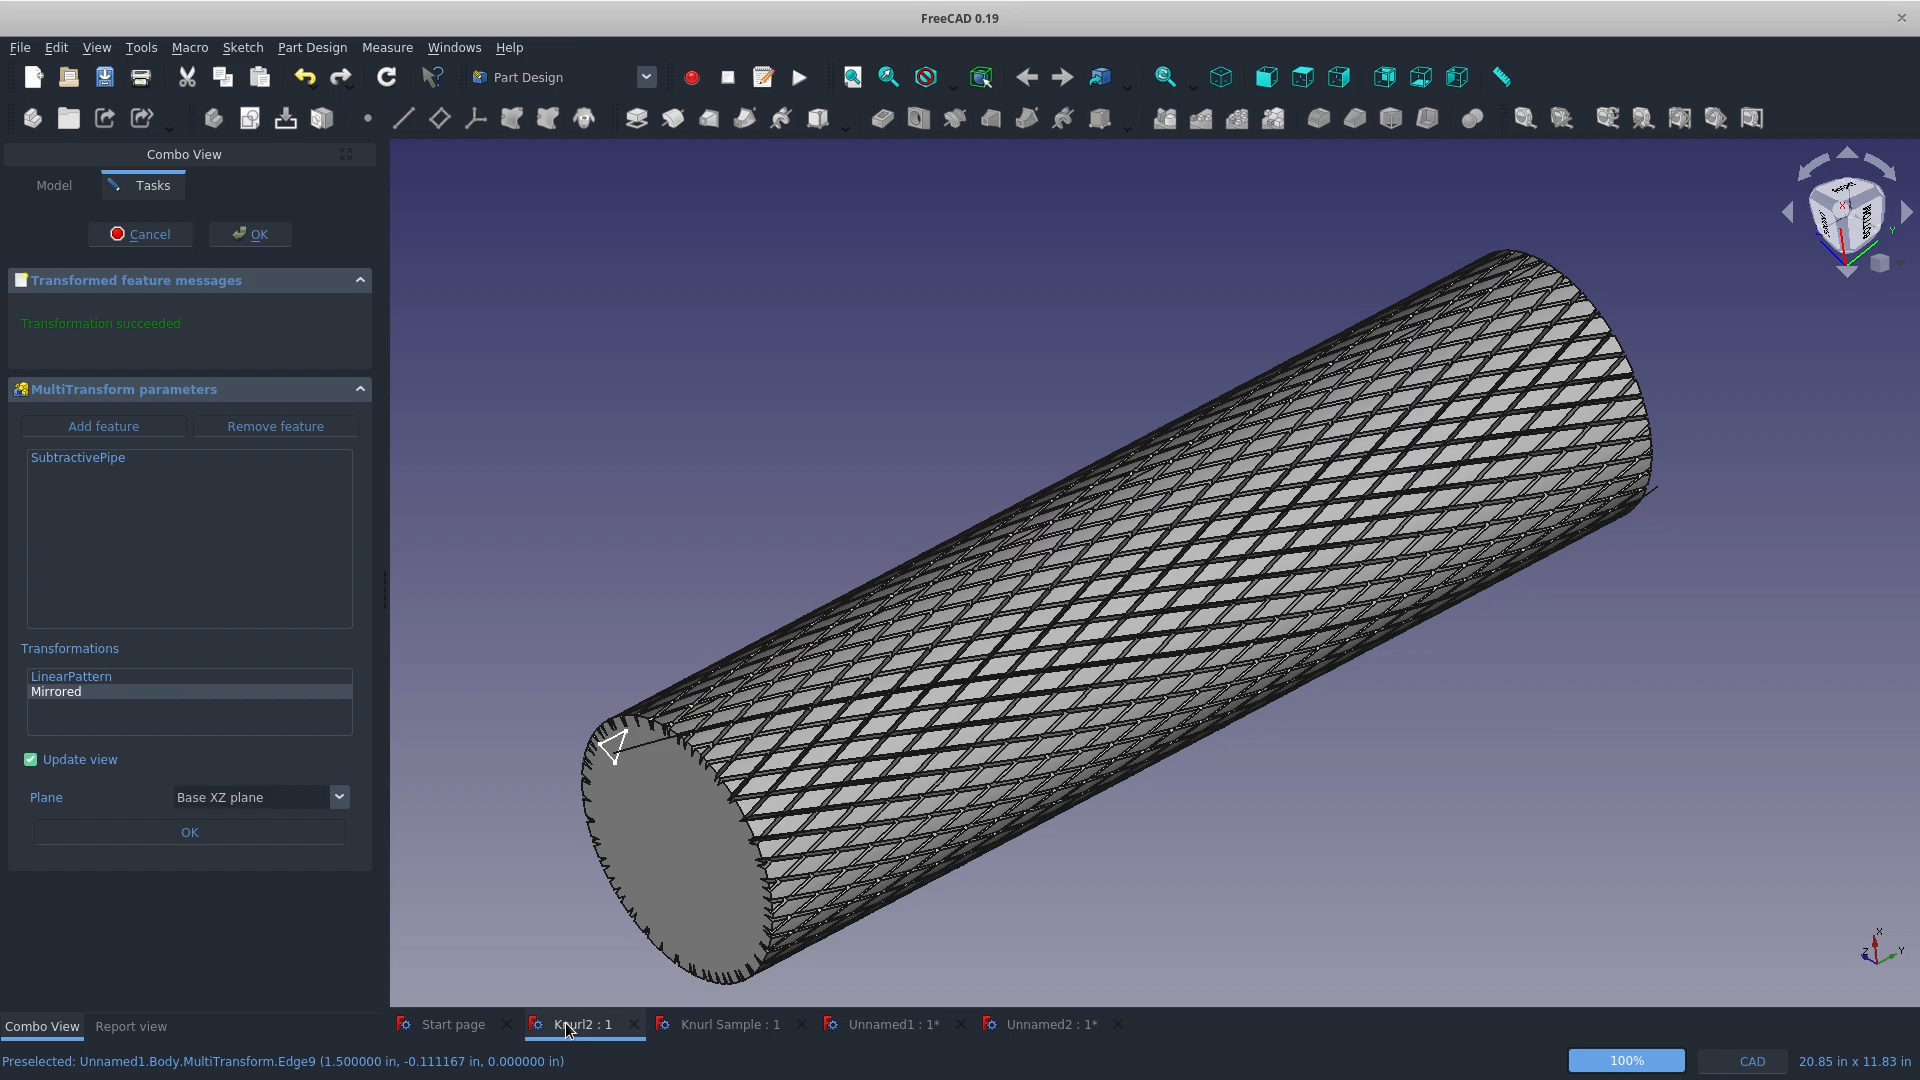 FreeCAD 0.19
File Edit View Tools Macro Sketch Part Design Measure Windows Help
Part Design
Combo View
Model Tasks
Cancel OK
Transformed feature messages
Transformation succeeded
MultiTransform parameters
Add feature Remove feature
SubtractivePipe
Transformations
LinearPattern
Mirrored
Update view
Plane Base XZ plane
OK
X
Y
BOTTOM
X
Y
Z
Combo View Report view
Start page Knurl2 : 1 Knurl Sample : 1 Unnamed1 : 1* Unnamed2 : 1*
Preselected: Unnamed1.Body.MultiTransform.Edge9 (1.500000 in, -0.111167 in, 0.000000 in)
100% CAD 20.85 in x 11.83 in